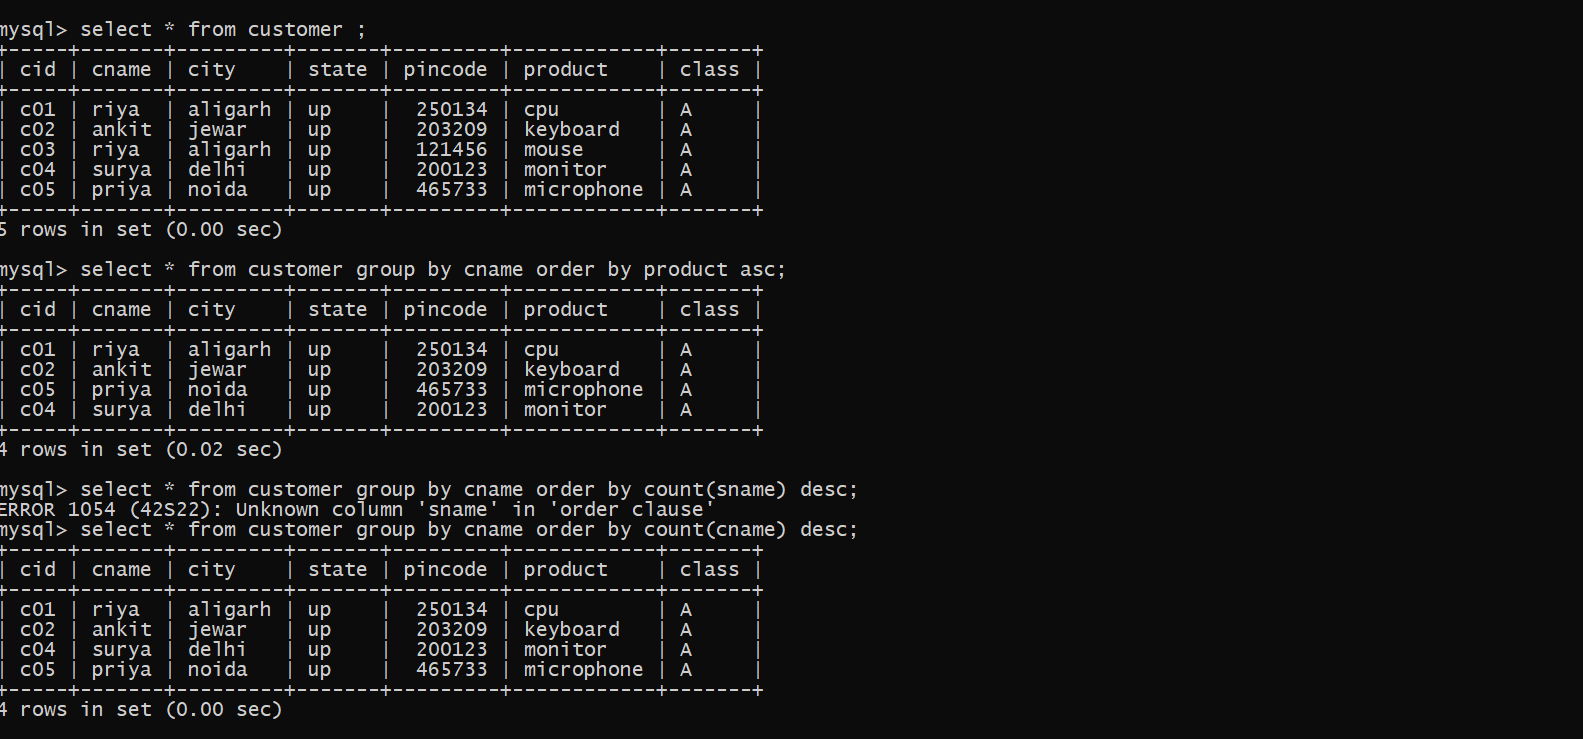 mysql> select * from customer ;
+-----+-------+---------+-------+---------+------------+-------+
| cid | cname | city    | state | pincode | product    | class |
+-----+-------+---------+-------+---------+------------+-------+
| c01 | riya  | aligarh | up    |  250134 | cpu        | A     |
| c02 | ankit | jewar   | up    |  203209 | keyboard   | A     |
| c03 | riya  | aligarh | up    |  121456 | mouse      | A     |
| c04 | surya | delhi   | up    |  200123 | monitor    | A     |
| c05 | priya | noida   | up    |  465733 | microphone | A     |
+-----+-------+---------+-------+---------+------------+-------+
5 rows in set (0.00 sec)
mysql> select * from customer group by cname order by product asc;
+-----+-------+---------+-------+---------+------------+-------+
| cid | cname | city    | state | pincode | product    | class |
+-----+-------+---------+-------+---------+------------+-------+
| c01 | riya  | aligarh | up    |  250134 | cpu        | A     |
| c02 | ankit | jewar   | up    |  203209 | keyboard   | A     |
| c05 | priya | noida   | up    |  465733 | microphone | A     |
| c04 | surya | delhi   | up    |  200123 | monitor    | A     |
+-----+-------+---------+-------+---------+------------+-------+
4 rows in set (0.02 sec)
mysql> select * from customer group by cname order by count(sname) desc;
ERROR 1054 (42S22): Unknown column 'sname' in 'order clause'
mysql> select * from customer group by cname order by count(cname) desc;
+-----+-------+---------+-------+---------+------------+-------+
| cid | cname | city    | state | pincode | product    | class |
+-----+-------+---------+-------+---------+------------+-------+
| c01 | riya  | aligarh | up    |  250134 | cpu        | A     |
| c02 | ankit | jewar   | up    |  203209 | keyboard   | A     |
| c04 | surya | delhi   | up    |  200123 | monitor    | A     |
| c05 | priya | noida   | up    |  465733 | microphone | A     |
+-----+-------+---------+-------+---------+------------+-------+
4 rows in set (0.00 sec)